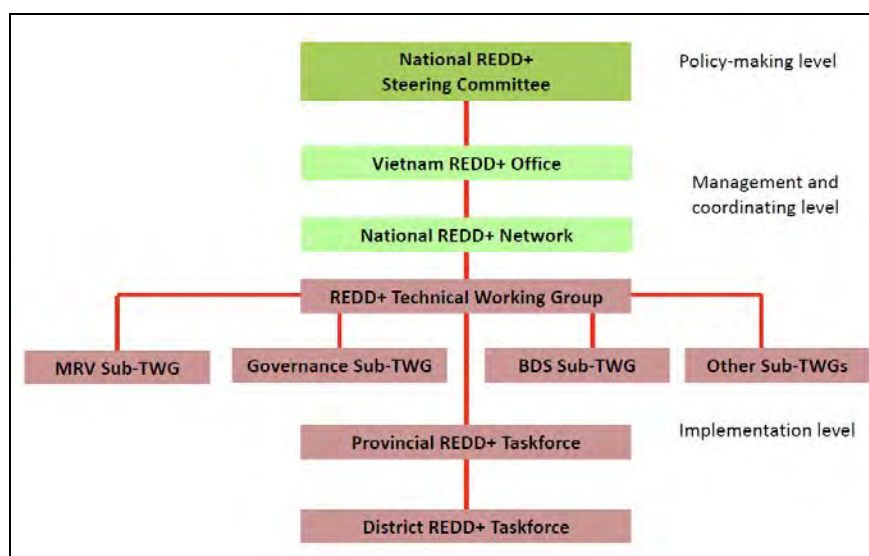 National REDD+
Steering Committee
Policy-making level
Vietnam REDD+ Office
Management and
coordinating level
National REDD+ Network
REDD+ Technical Working Group
MRV Sub-TWG
Governance Sub-TWG
BDS Sub-TWG
Other Sub-TWGs
Provincial REDD+ Taskforce
Implementation level
District REDD+ Taskforce